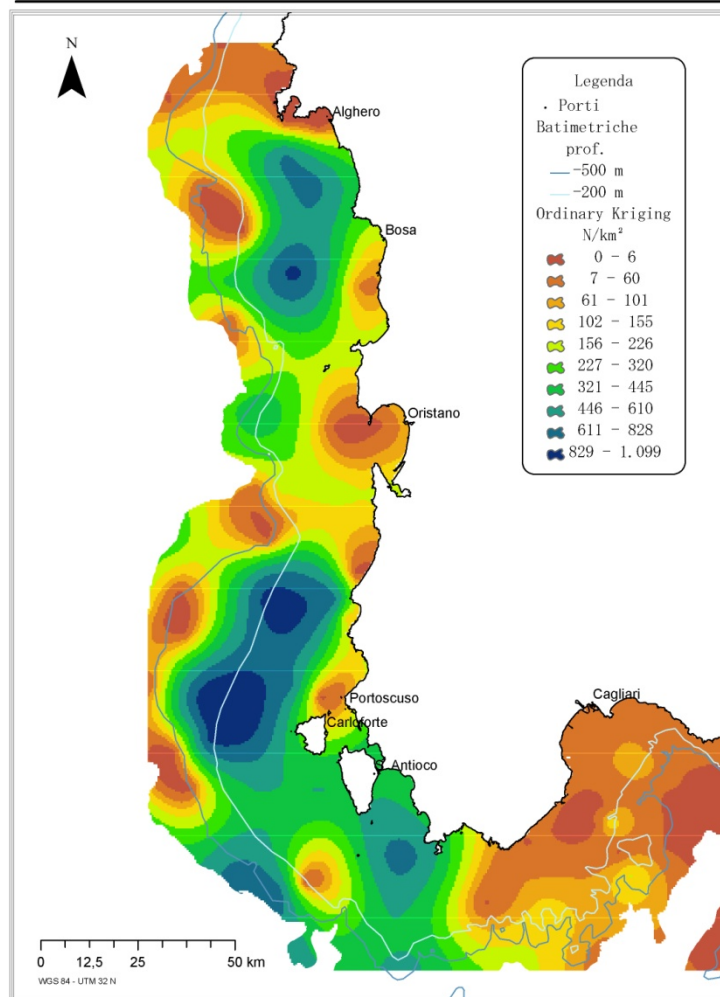 N
Legenda
Porti
Batimetriche
prof.
-500 m
-200 m
Ordinary Kriging
N/km²
0 - 6
7 - 60
61 - 101
102 - 155
156 - 226
227 - 320
321 - 445
446 - 610
611 - 828
829 - 1.099
Alghero
Bosa
Oristano
Cagliari
Portoscuso
Carloforte
Antioco
0 12,5 25 50 km
WGS 84 - UTM 32 N